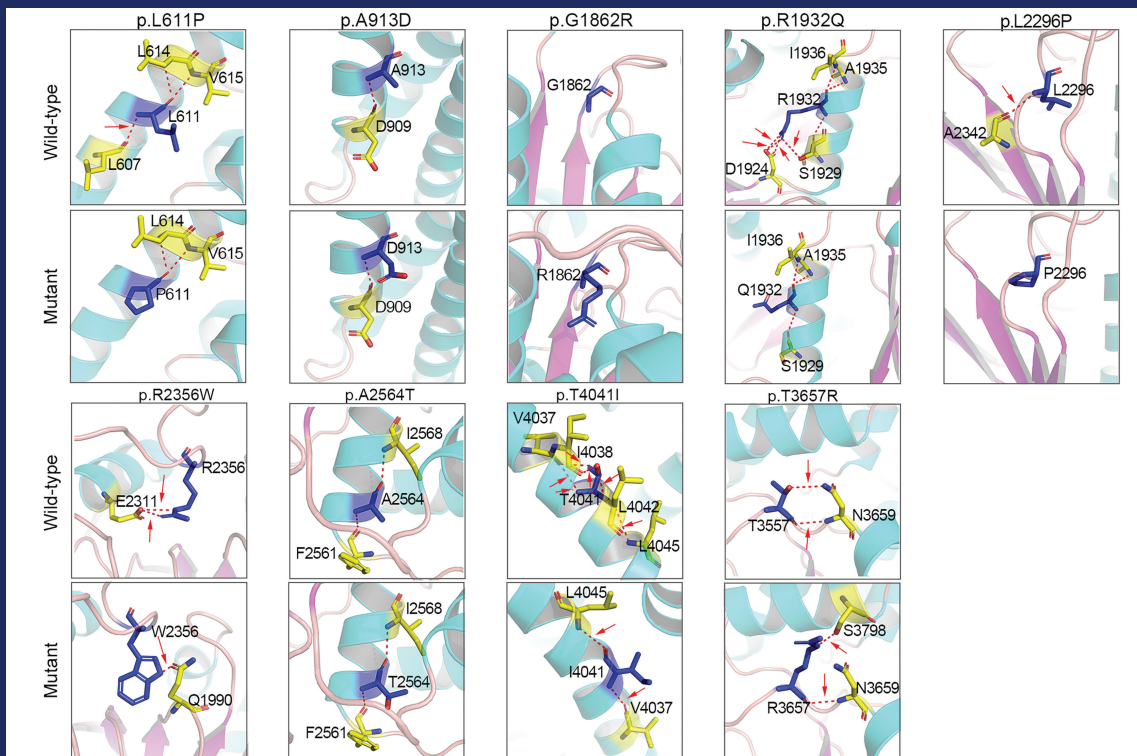 p.L611P
p.A913D
p.G1862R
p.R1932Q
p.L2296P
Wild-type
L614
V615
L611
L607
A913
D909
G1862
I1936
A1935
R1932
D1924
S1929
L2296
A2342
Mutant
L614
V615
P611
D913
D909
R1862
I1936
A1935
Q1932
S1929
P2296
p.R2356W
p.A2564T
p.T4041I
p.T3657R
Wild-type
R2356
E2311
I2568
A2564
F2561
V4037
I4038
T4041
L4042
L4045
T3557
N3659
Mutant
W2356
Q1990
I2568
T2564
F2561
L4045
I4041
V4037
S3798
N3659
R3657